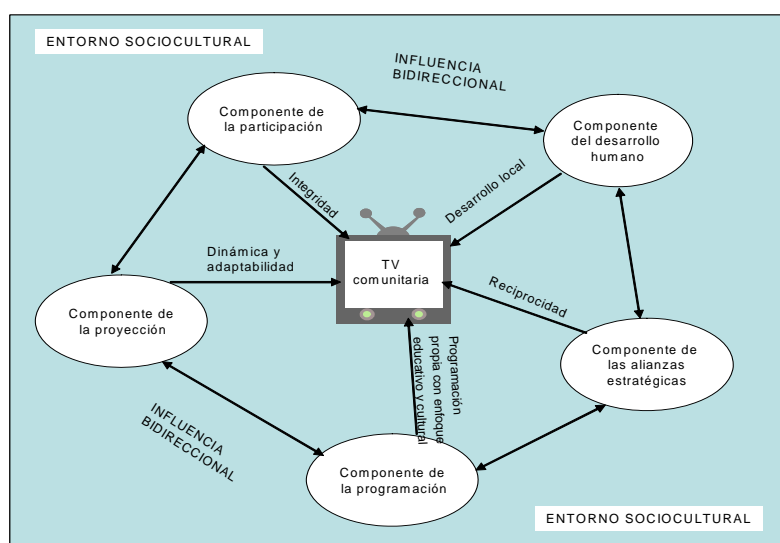 ENTORNO SOCIOCULTURAL
INFLUENCIA
BIDIRECCIONAL
Componente de
la participación
Componente
del desarrollo
humano
Integridad
Desarrollo local
Dinámica y
adaptabilidad
TV
comunitaria
Reciprocidad
Componente de
la proyección
Programación
propia con enfoque
educativo y cultural
Componente de
las alianzas
estratégicas
INFLUENCIA
BIDIRECCIONAL
Componente de
la programación
ENTORNO SOCIOCULTURAL